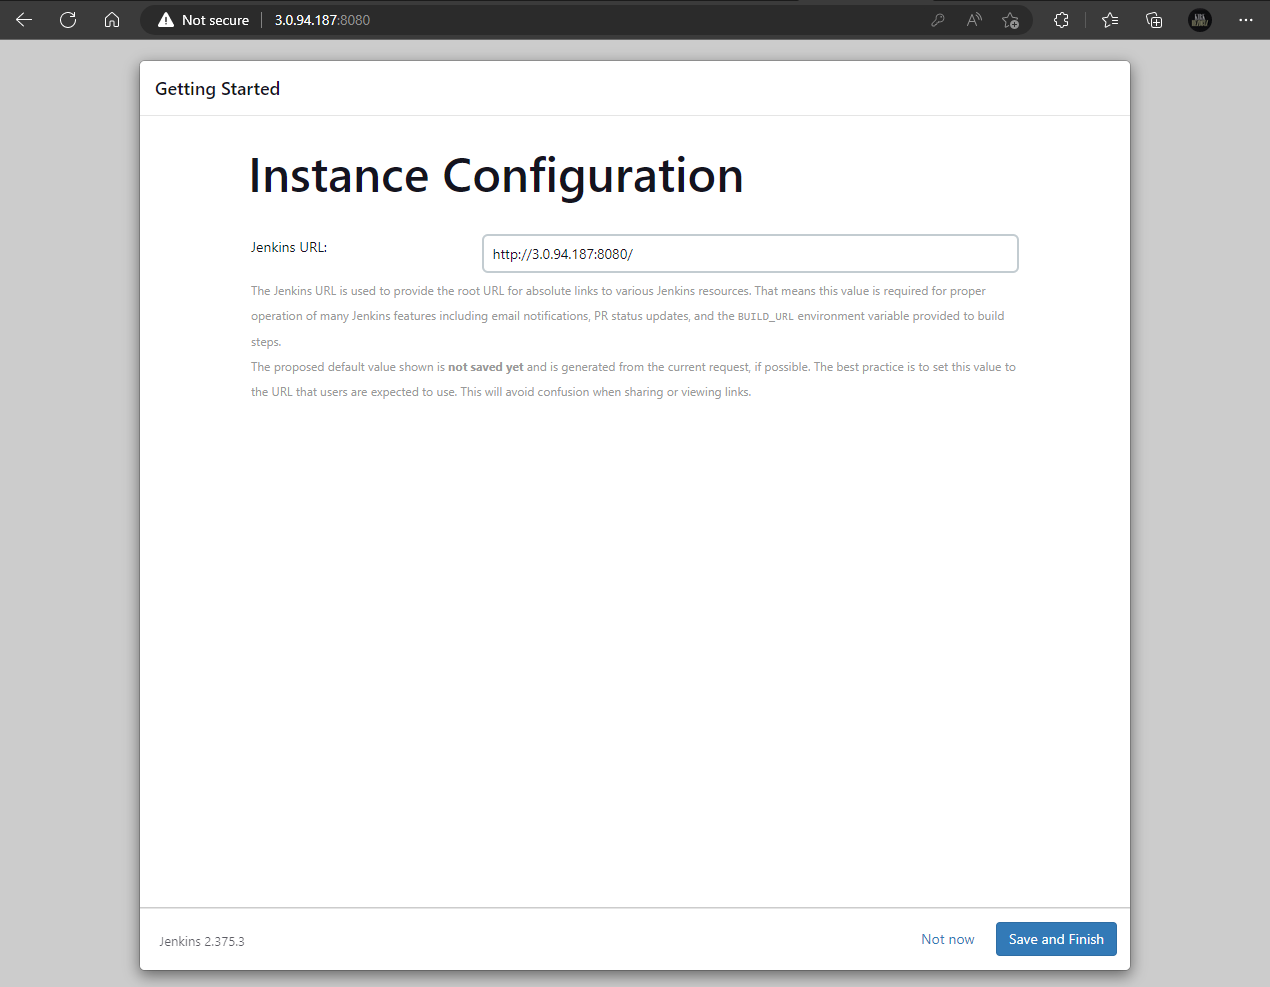 Not secure
3.0.94.187:8080
Getting Started
Instance Configuration
Jenkins URL:
http://3.0.94.187:8080/
The Jenkins URL is used to provide the root URL for absolute links to various Jenkins resources. That means this value is required for proper
operation of many Jenkins features including email notifications, PR status updates, and the BUILD_URL environment variable provided to build
steps.
The proposed default value shown is not saved yet and is generated from the current request, if possible. The best practice is to set this value to
the URL that users are expected to use. This will avoid confusion when sharing or viewing links.
Jenkins 2.375.3
Not now
Save and Finish